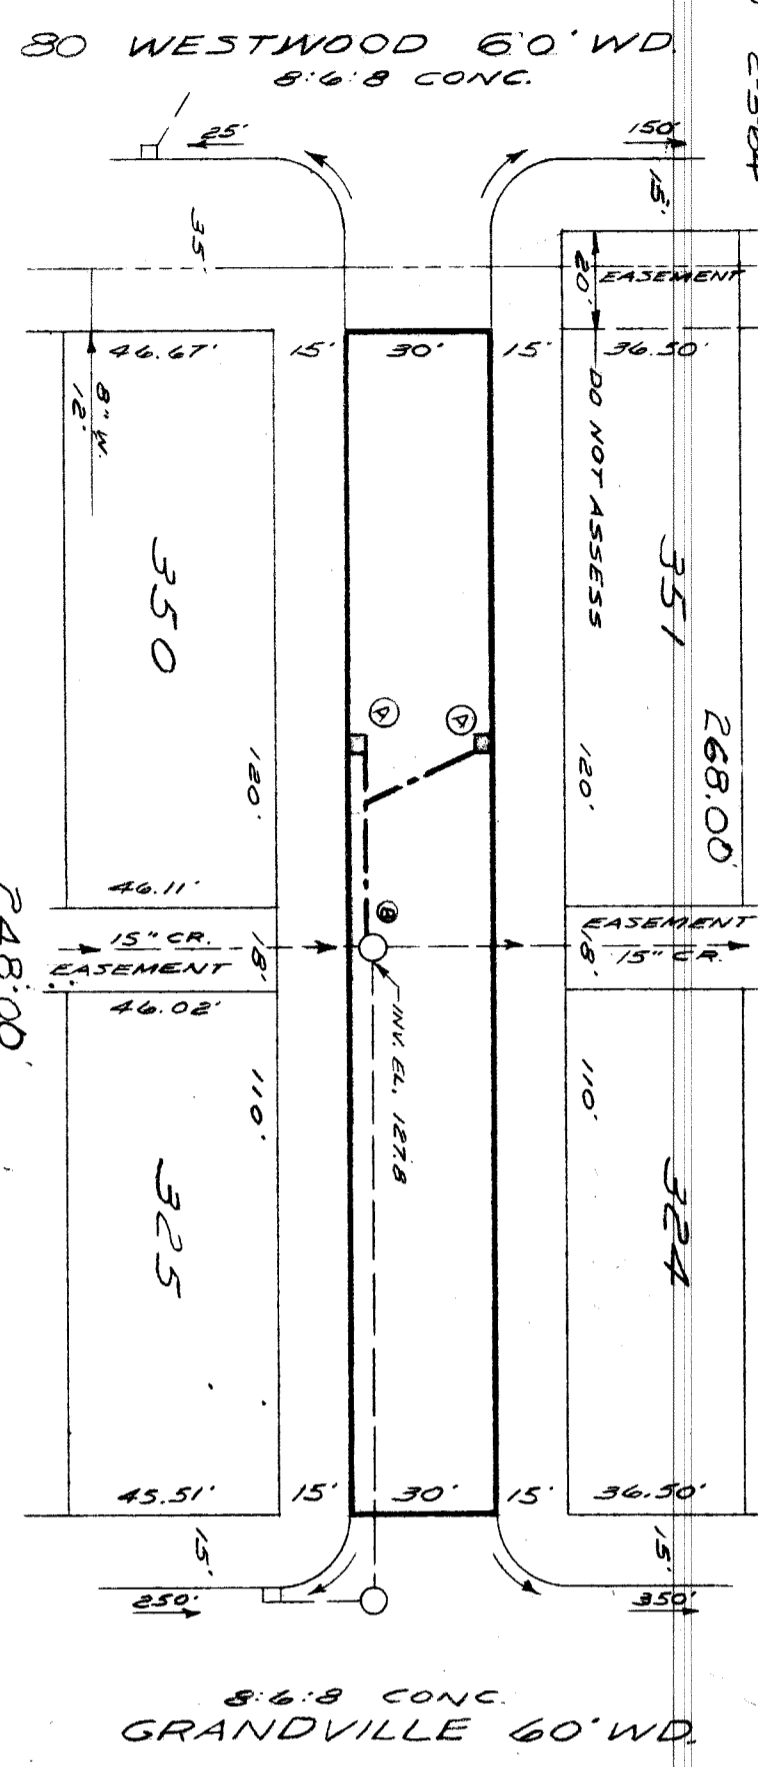 80 WESTWOOD 60' WD.
8:6:8 CONC.
25'
150'
15'
35'
20'
EASEMENT
46.67'
15'
30'
15'
36.50'
8" W.
12'
DO NOT ASSESS
350
351
268.00'
A
A
120'
120'
46.11'
B
15" CR.
EASEMENT
18'
EASEMENT
18'
15" CR.
46.02'
248.00'
INV. EL. 127.8
110'
110'
325
324
45.51'
15'
30'
15'
36.50'
15'
15'
250'
350'
8:6:8 CONC.
GRANDVILLE 60' WD.